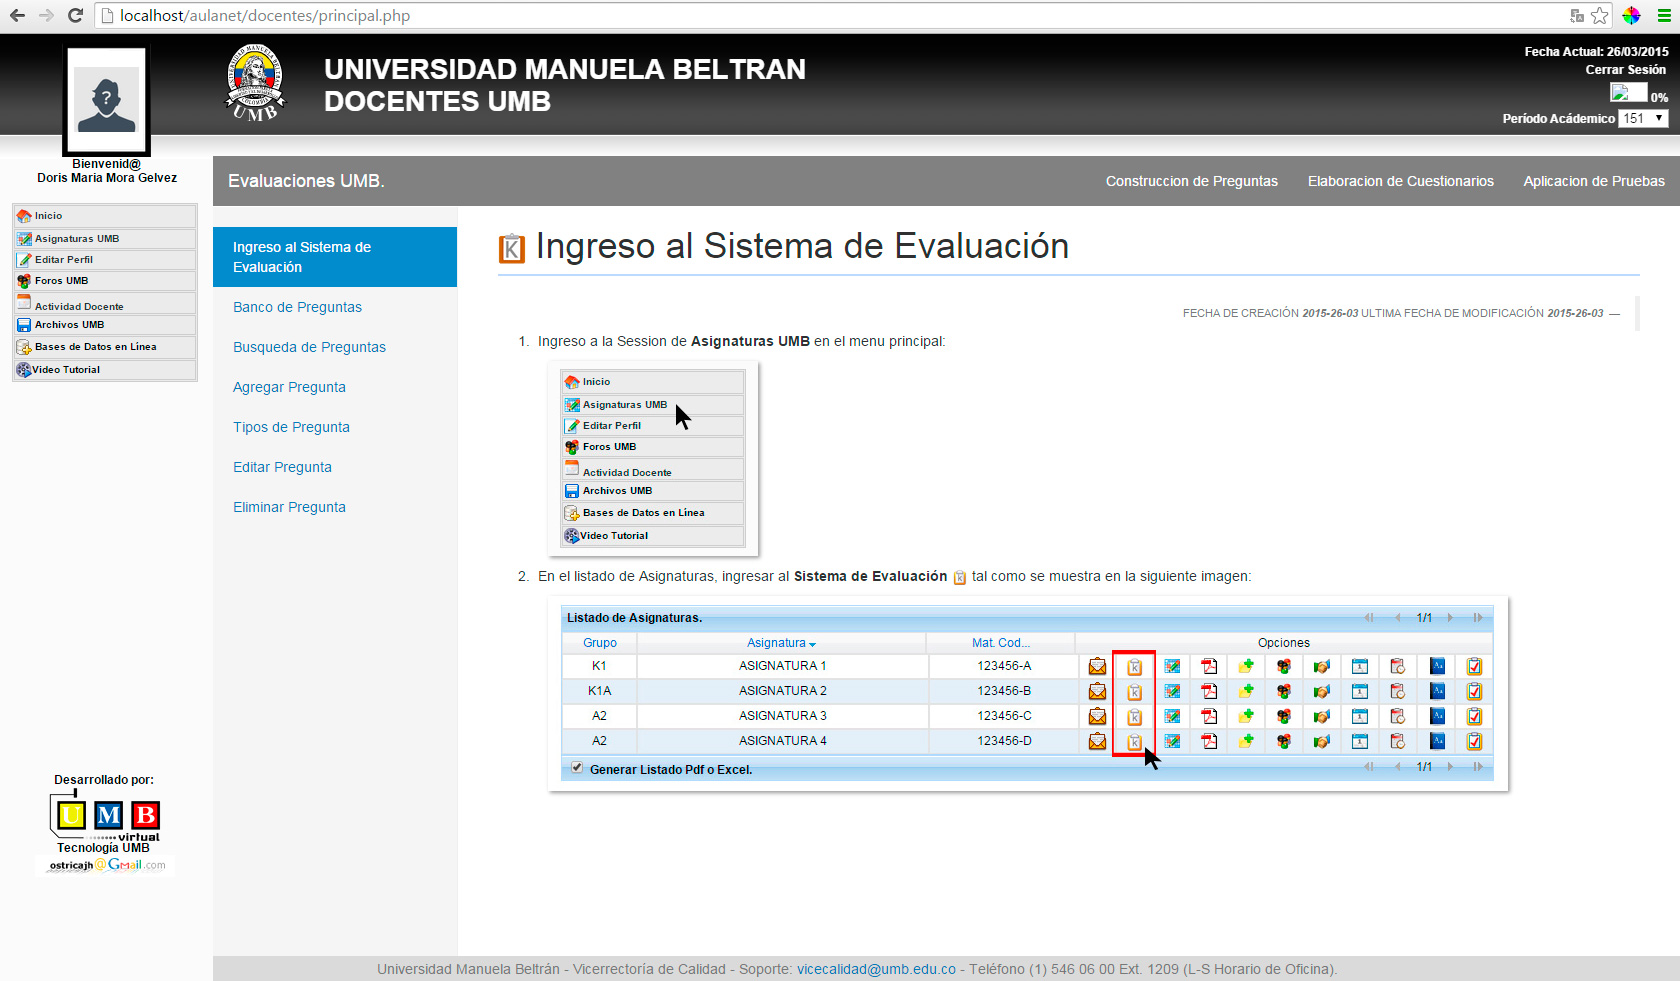 localhost/aulanet/docentes/principal.php
UNIVERSIDAD MANUELA BELTRAN
DOCENTES UMB
UMB
Fecha Actual: 26/03/2015
Cerrar Sesión
0%
Período Acádemico 151
Bienvenid@
Doris Maria Mora Gelvez
Inicio
Asignaturas UMB
Editar Perfil
Foros UMB
Actividad Docente
Archivos UMB
Bases de Datos en Linea
Video Tutorial
Evaluaciones UMB.
Construccion de Preguntas
Elaboracion de Cuestionarios
Aplicacion de Pruebas
Ingreso al Sistema de
Evaluación
Banco de Preguntas
Busqueda de Preguntas
Agregar Pregunta
Tipos de Pregunta
Editar Pregunta
Eliminar Pregunta
K Ingreso al Sistema de Evaluación
FECHA DE CREACIÓN 2015-26-03 ULTIMA FECHA DE MODIFICACIÓN 2015-26-03 —
1. Ingreso a la Session de Asignaturas UMB en el menu principal:
Inicio
Asignaturas UMB
Editar Perfil
Foros UMB
Actividad Docente
Archivos UMB
Bases de Datos en Linea
Video Tutorial
2. En el listado de Asignaturas, ingresar al Sistema de Evaluación K tal como se muestra en la siguiente imagen:
Listado de Asignaturas. 1/1
Grupo Asignatura Mat. Cod... Opciones
K1 ASIGNATURA 1 123456-A
K1A ASIGNATURA 2 123456-B
A2 ASIGNATURA 3 123456-C
A2 ASIGNATURA 4 123456-D
Generar Listado Pdf o Excel. 1/1
Desarrollado por:
U M B
virtual
Tecnología UMB
ostricajh@Gmail.com
Universidad Manuela Beltrán - Vicerrectoría de Calidad - Soporte: vicecalidad@umb.edu.co - Teléfono (1) 546 06 00 Ext. 1209 (L-S Horario de Oficina).